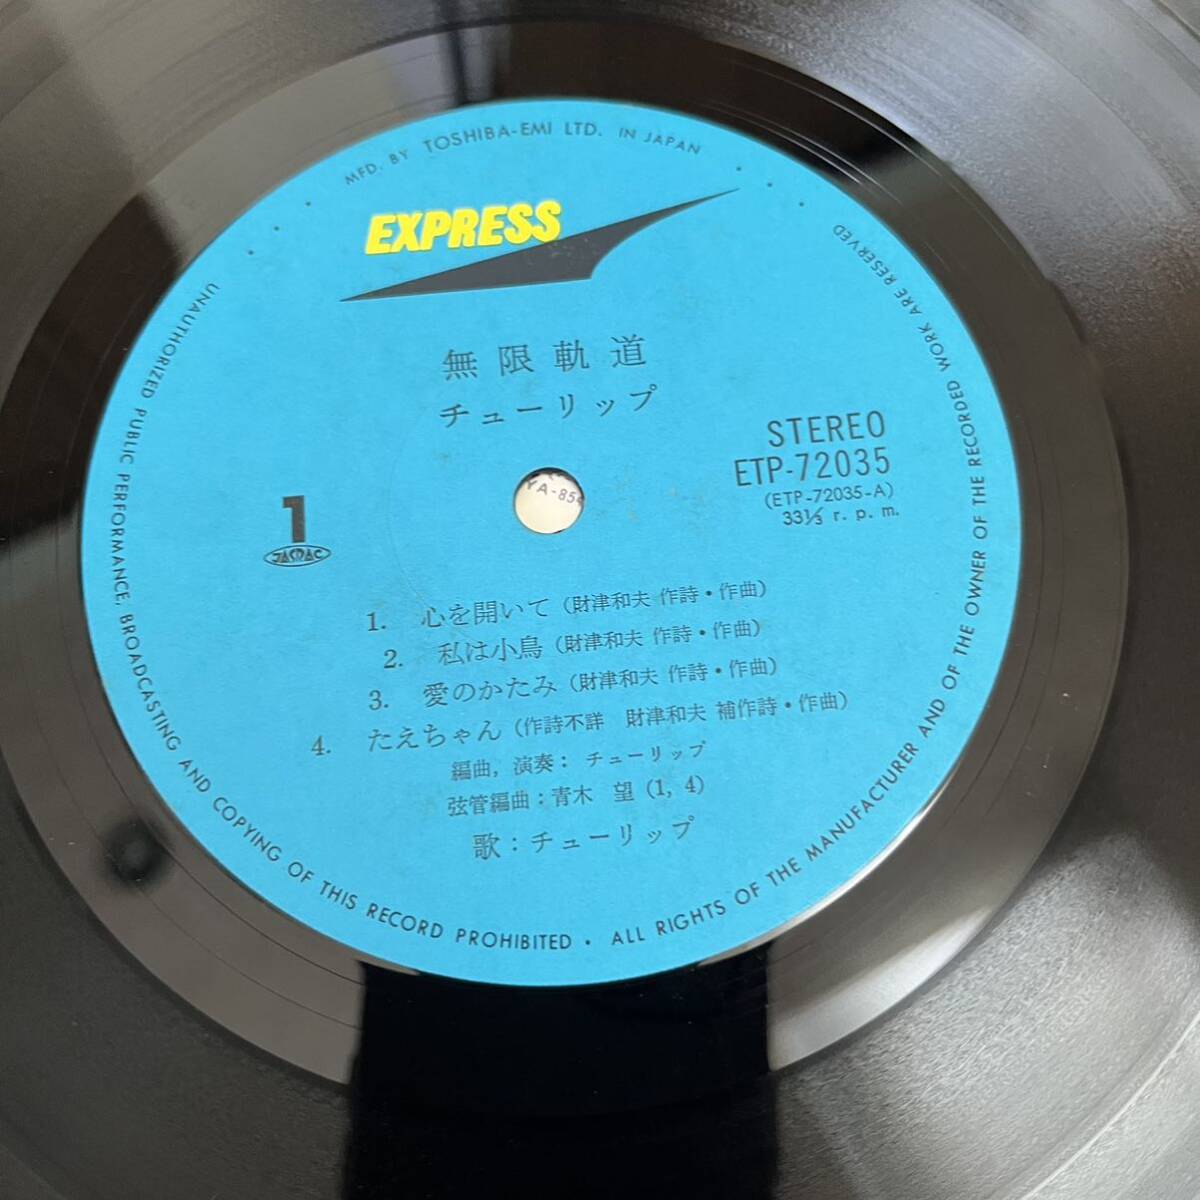 MFD. BY TOSHIBA-EMI LTD. IN JAPAN
EXPRESS
無限軌道
チューリップ
STEREO
ETP-72035
(ETP-72035-A)
33⅓ r. p. m.
1
JASRAC
YA-85
1. 心を開いて (財津和夫 作詩・作曲)
2. 私は小鳥 (財津和夫 作詩・作曲)
3. 愛のかたみ (財津和夫 作詩・作曲)
4. たえちゃん (作詩不詳 財津和夫 補作詩・作曲)
編曲, 演奏: チューリップ
弦管編曲: 青木 望 (1, 4)
歌: チューリップ
UNAUTHORIZED PUBLIC PERFORMANCE, BROADCASTING AND COPYING OF THIS RECORD PROHIBITED • ALL RIGHTS OF THE MANUFACTURER AND OF THE OWNER OF THE RECORDED WORK ARE RESERVED